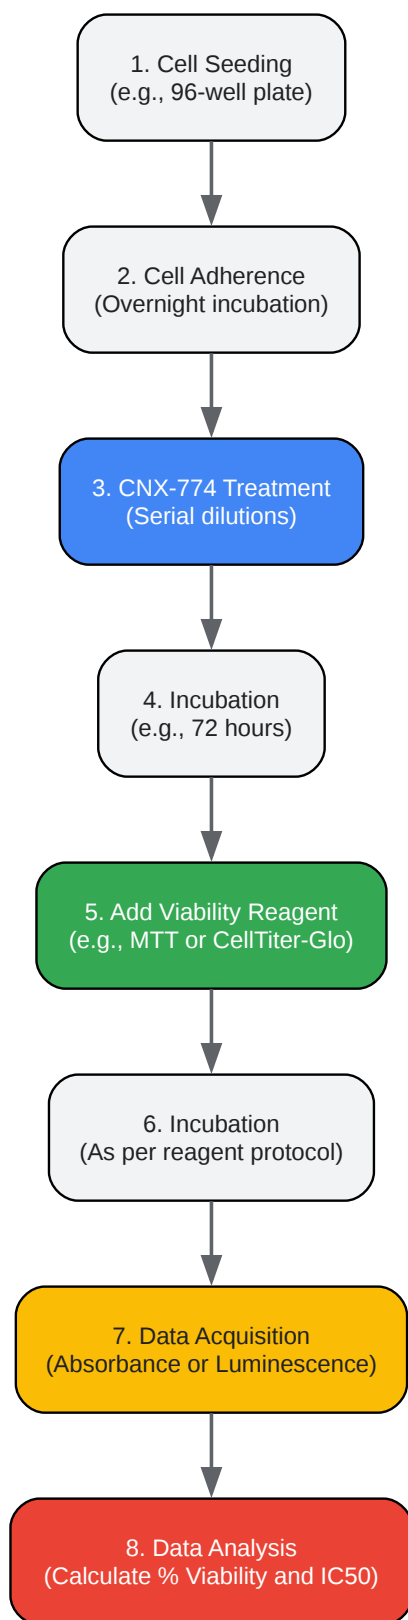 1. Cell Seeding
(e.g., 96-well plate)
2. Cell Adherence
(Overnight incubation)
3. CNX-774 Treatment
(Serial dilutions)
4. Incubation
(e.g., 72 hours)
5. Add Viability Reagent
(e.g., MTT or CellTiter-Glo)
6. Incubation
(As per reagent protocol)
7. Data Acquisition
(Absorbance or Luminescence)
8. Data Analysis
(Calculate % Viability and IC50)